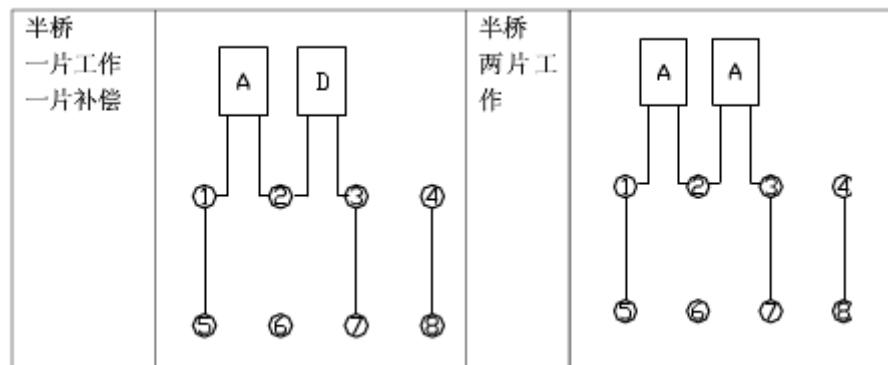 半桥
一片工作
一片补偿
A D
① ② ③ ④
⑤ ⑥ ⑦ ⑧
半桥
两片工
作
A A
① ② ③ ④
⑤ ⑥ ⑦ ⑧